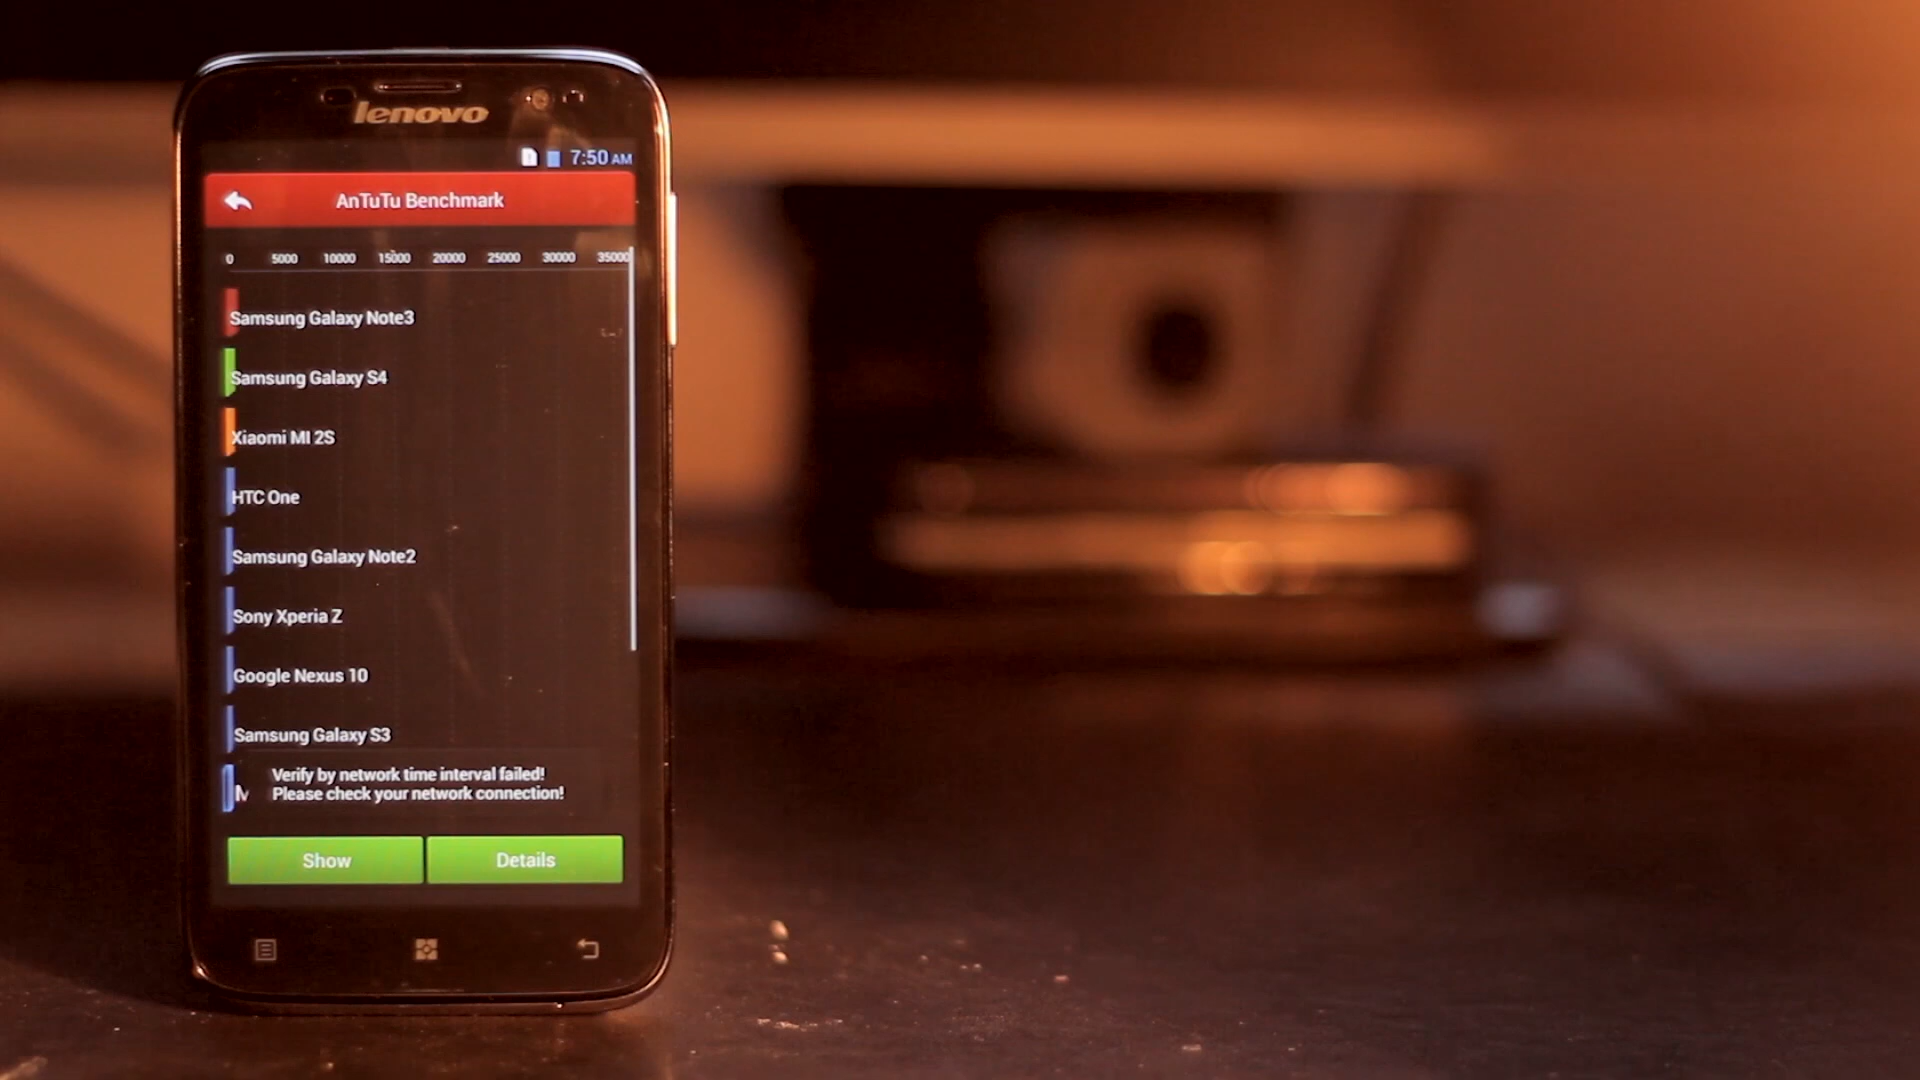 lenovo
7:50 AM
AnTuTu Benchmark
0 5000 10000 15000 20000 25000 30000 35000
Samsung Galaxy Note3
Samsung Galaxy S4
Xiaomi MI 2S
HTC One
Samsung Galaxy Note2
Sony Xperia Z
Google Nexus 10
Samsung Galaxy S3
M
Verify by network time interval failed!
Please check your network connection!
Show Details